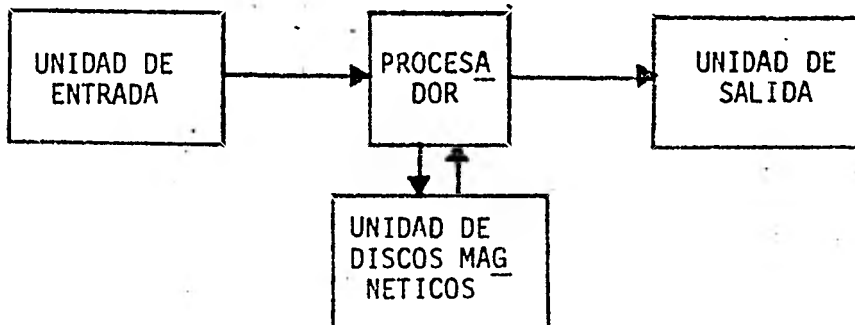 UNIDAD DE
ENTRADA
PROCESA
DOR
UNIDAD DE
SALIDA
UNIDAD DE
DISCOS MAG
NETICOS